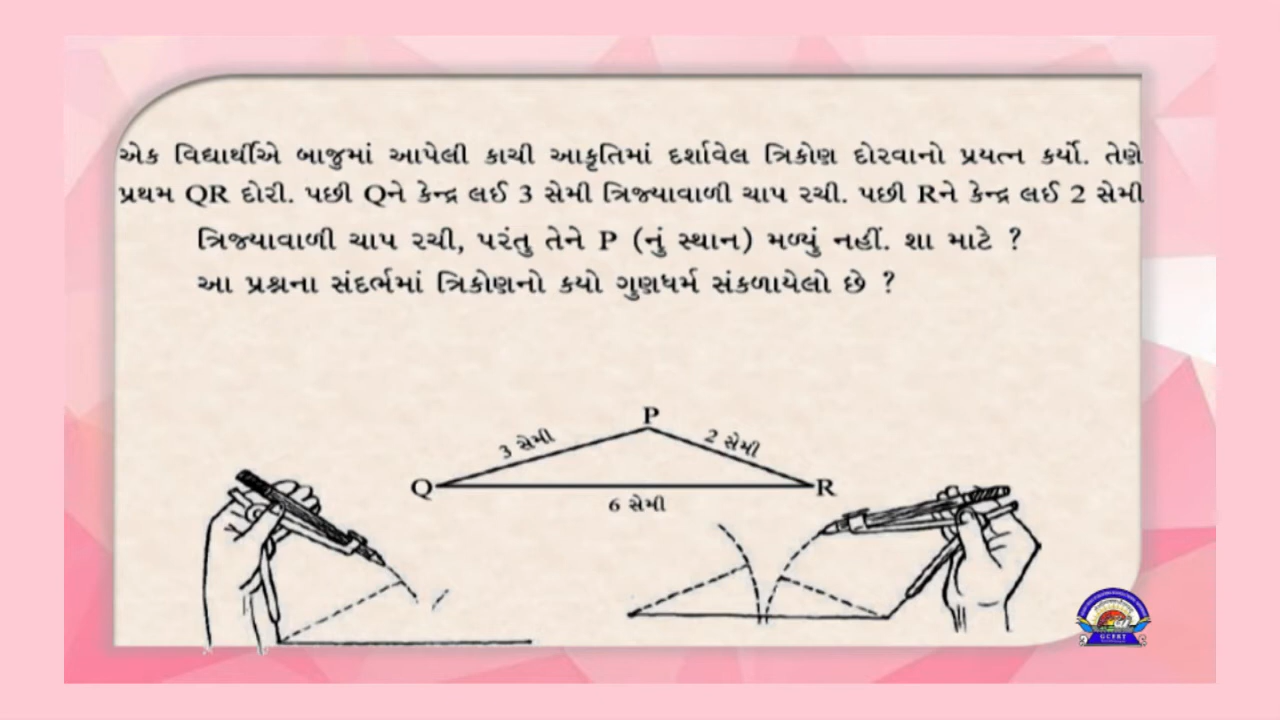 એક વિદ્યાર્થીએ બાજુમાં આપેલી કાચી આકૃતિમાં દર્શાવેલ ત્રિકોણ દોરવાનો પ્રયત્ન કર્યો. તેણે
પ્રથમ QR દોરી. પછી Qને કેન્દ્ર લઈ 3 સેમી ત્રિજ્યાવાળી ચાપ રચી. પછી Rને કેન્દ્ર લઈ 2 સેમી
ત્રિજ્યાવાળી ચાપ રચી, પરંતુ તેને P (નું સ્થાન) મળ્યું નહીં. શા માટે ?
આ પ્રશ્નના સંદર્ભમાં ત્રિકોણનો કયો ગુણધર્મ સંકળાયેલો છે ?
P
3 સેમી
2 સેમી
Q
R
6 સેમી
GCERT